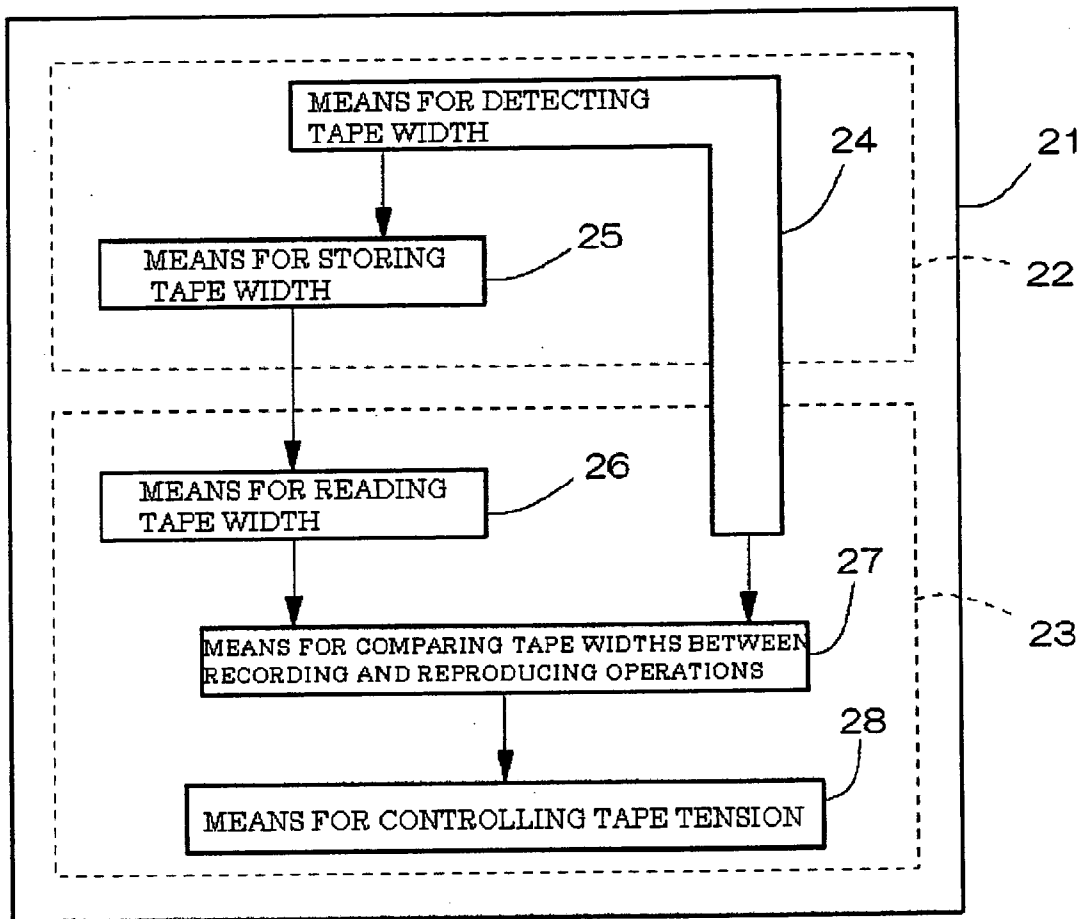 MEANS FOR DETECTING
TAPE WIDTH
24
21
25
MEANS FOR STORING
TAPE WIDTH
22
26
MEANS FOR READING
TAPE WIDTH
27
MEANS FOR COMPARING TAPE WIDTHS BETWEEN
RECORDING AND REPRODUCING OPERATIONS
23
28
MEANS FOR CONTROLLING TAPE TENSION